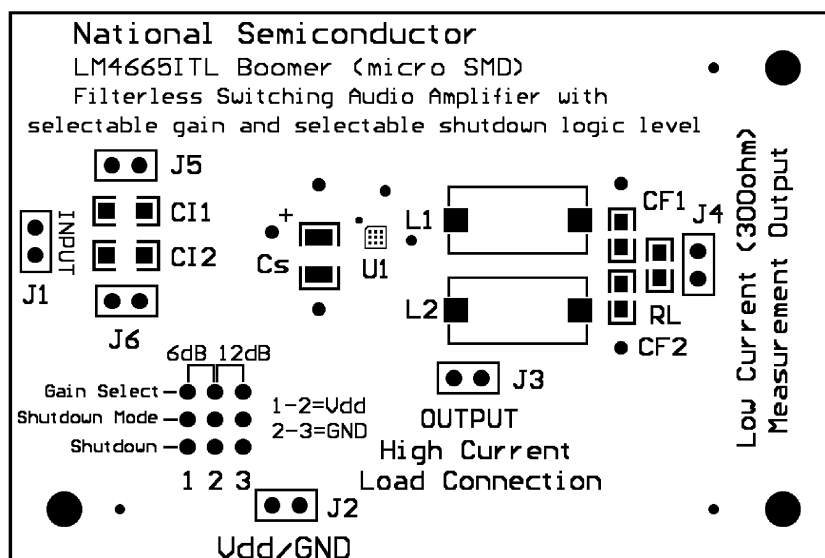 National Semiconductor
LM4665ITL Boomer (micro SMD)
Filterless Switching Audio Amplifier with
selectable gain and selectable shutdown logic level
J5
CI1
INPUT
CI2
J1
J6
+
Cs
U1
L1
L2
CF1
J4
RL
CF2
Low Current (300ohm)
Measurement Output
6dB 12dB
Gain Select
Shutdown Mode
Shutdown
1-2=Vdd
2-3=GND
1 2 3
J3
OUTPUT
High Current
Load Connection
J2
Vdd/GND